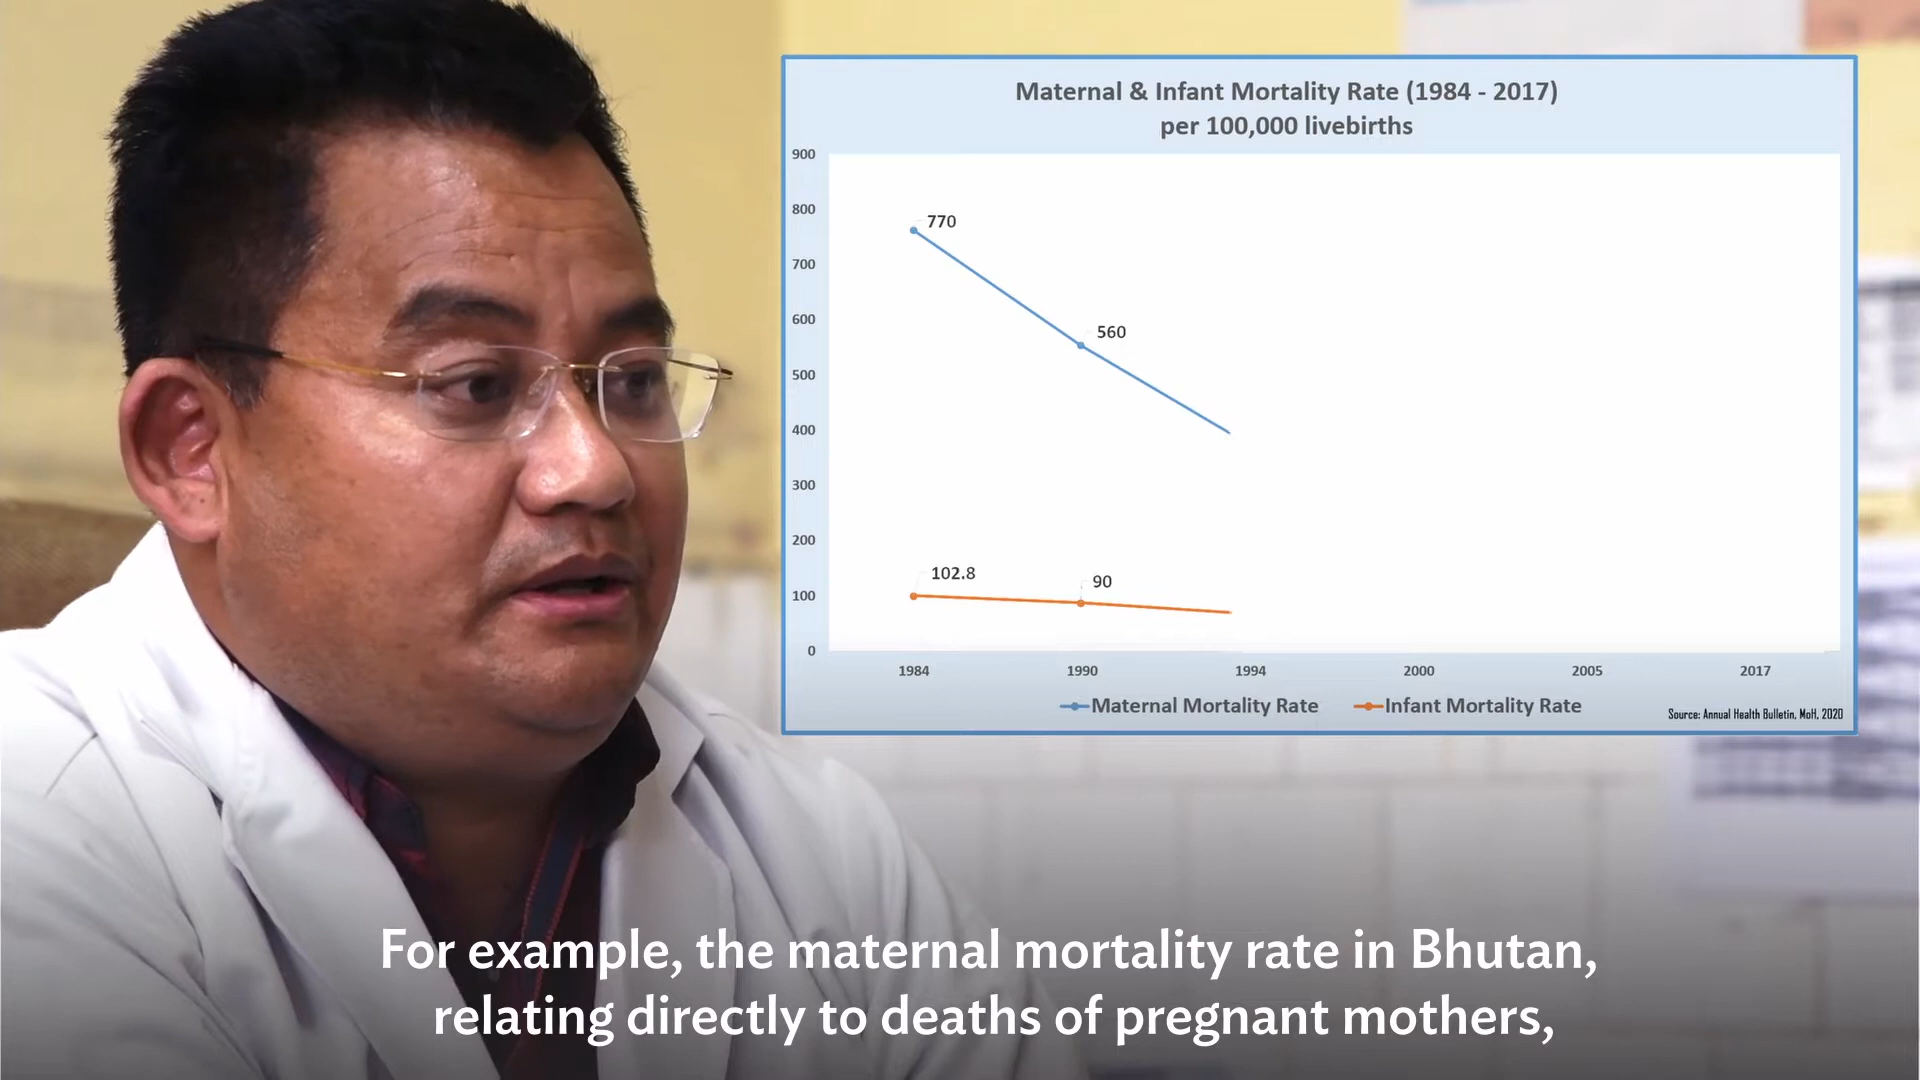 Maternal & Infant Mortality Rate (1984 - 2017)
per 100,000 livebirths
900
800
700
600
500
400
300
200
100
0
770
560
102.8
90
1984 1990 1994 2000 2005 2017
Maternal Mortality Rate Infant Mortality Rate
Source: Annual Health Bulletin, MoH, 2020
For example, the maternal mortality rate in Bhutan,
relating directly to deaths of pregnant mothers,